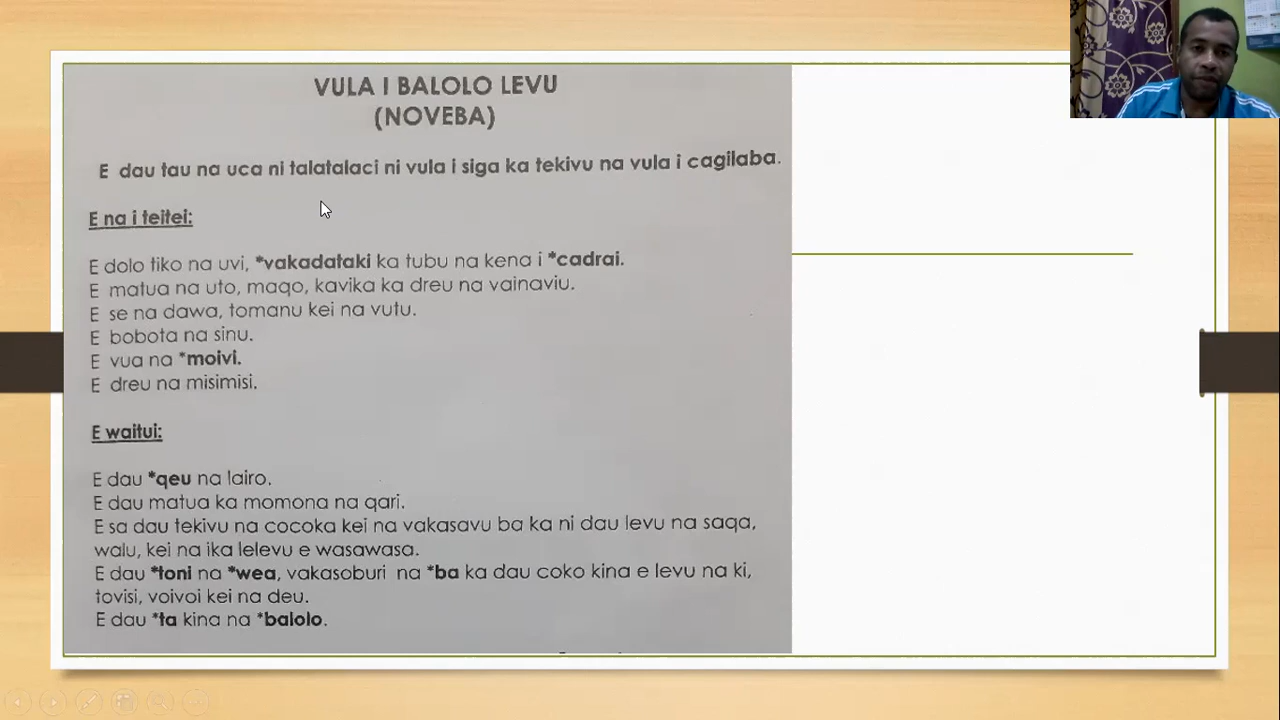 VULA I BALOLO LEVU
(NOVEBA)
E dau tau na uca ni talatalaci ni vula i siga ka tekivu na vula i cagilaba.
E na i teitei:
E dolo tiko na uvi, *vakadataki ka tubu na kena i *cadrai.
E matua na uto, maqo, kavika ka dreu na vainaviu.
E se na dawa, tomanu kei na vutu.
E bobota na sinu.
E vua na *moivi.
E dreu na misimisi.
E waitui:
E dau *qeu na lairo.
E dau matua ka momona na qari.
E sa dau tekivu na cocoka kei na vakasavu ba ka ni dau levu na saqa,
walu, kei na ika lelevu e wasawasa.
E dau *toni na *wea, vakasoburi na *ba ka dau coko kina e levu na ki,
tovisi, voivoi kei na deu.
E dau *ta kina na *balolo.